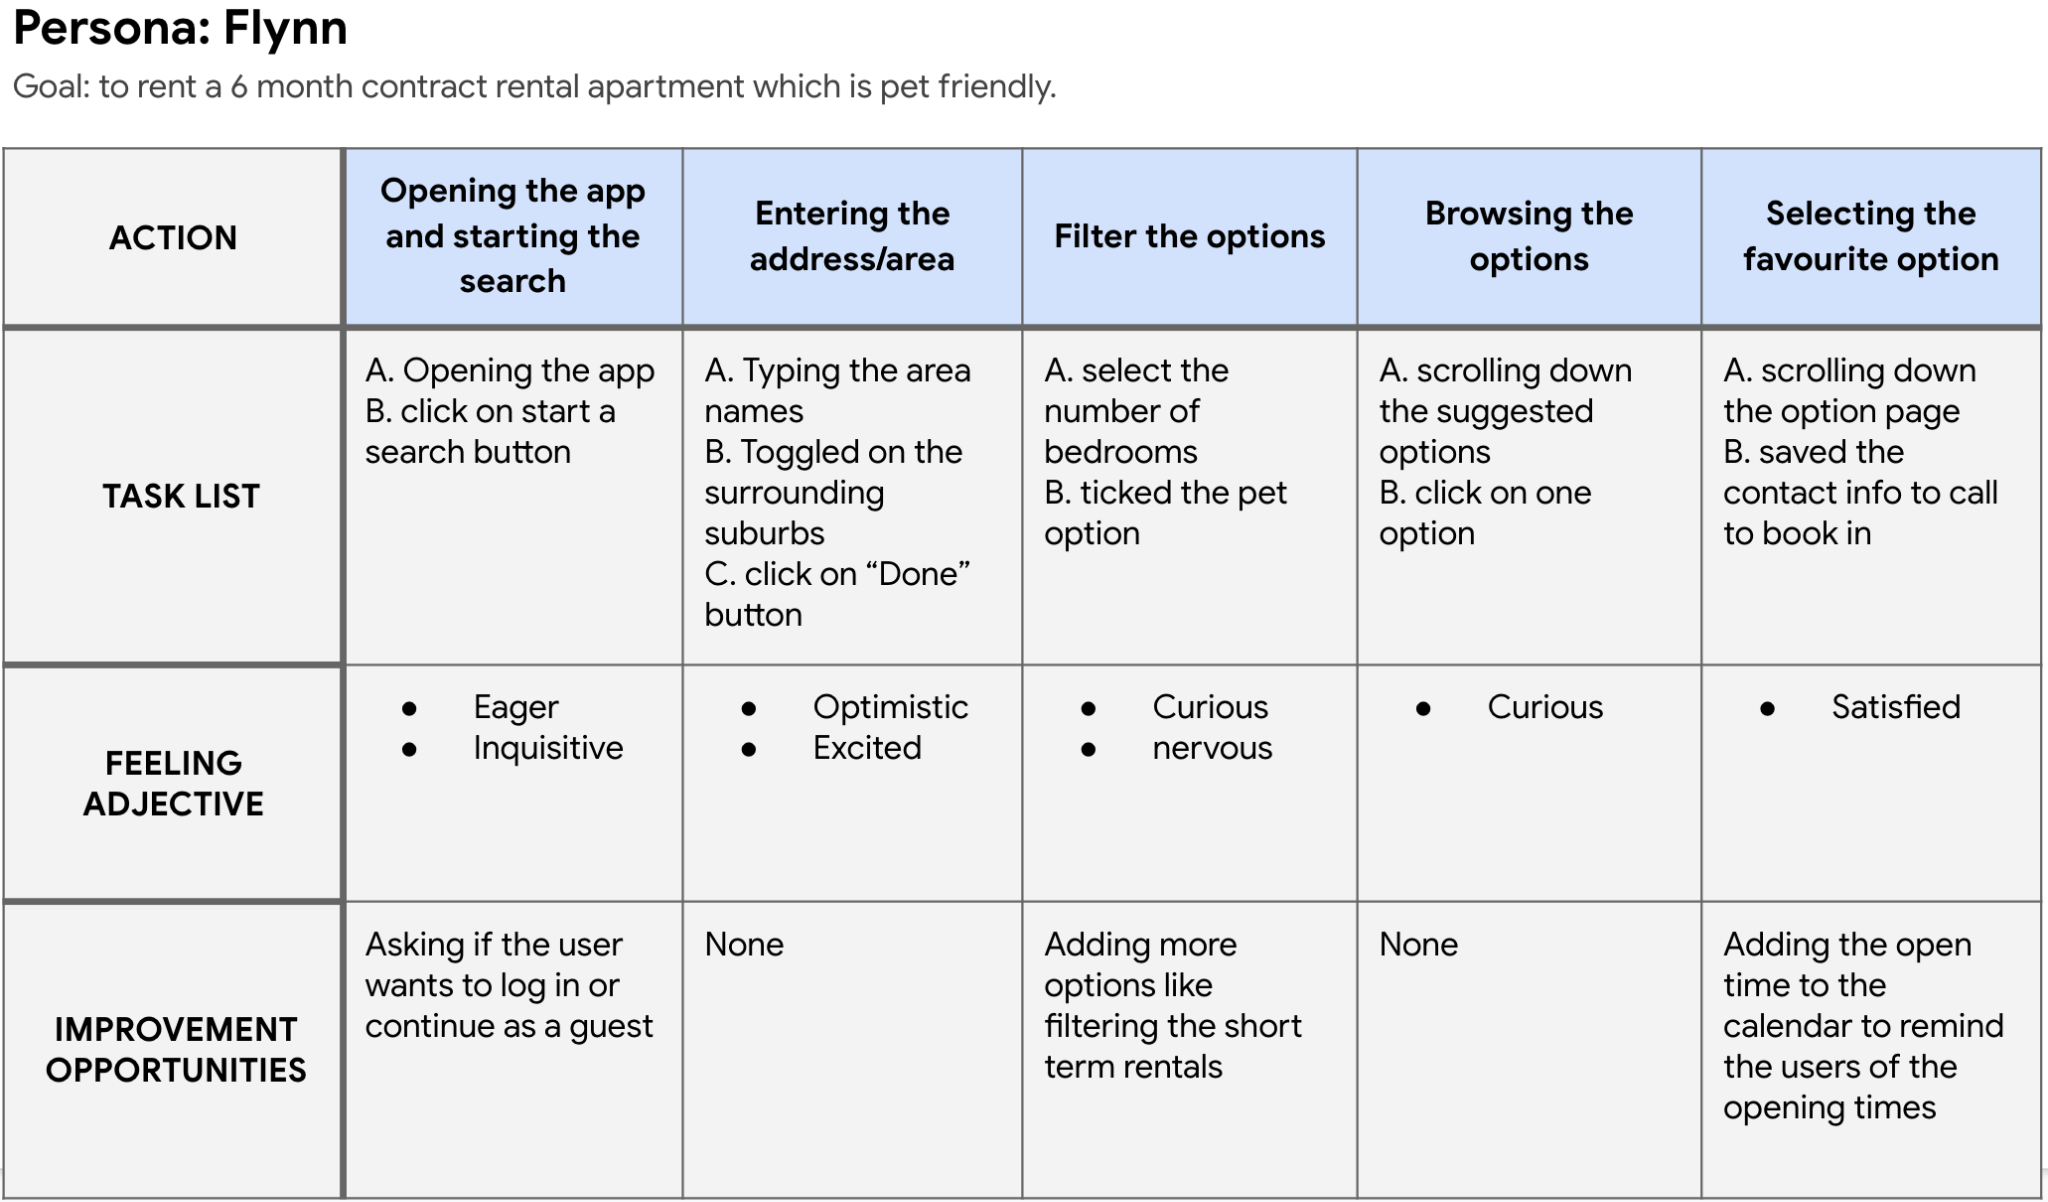 Persona: Flynn
Goal: to rent a 6 month contract rental apartment which is pet friendly.
ACTION
Opening the app
and starting the
search
Entering the
address/area
Filter the options
Browsing the
options
Selecting the
favourite option
TASK LIST
A. Opening the app
B. click on start a
search button
A. Typing the area
names
B. Toggled on the
surrounding
suburbs
C. click on “Done”
button
A. select the
number of
bedrooms
B. ticked the pet
option
A. scrolling down
the suggested
options
B. click on one
option
A. scrolling down
the option page
B. saved the
contact info to call
to book in
FEELING
ADJECTIVE
● Eager
● Inquisitive
● Optimistic
● Excited
● Curious
● nervous
● Curious
● Satisfied
IMPROVEMENT
OPPORTUNITIES
Asking if the user
wants to log in or
continue as a guest
None
Adding more
options like
filtering the short
term rentals
None
Adding the open
time to the
calendar to remind
the users of the
opening times